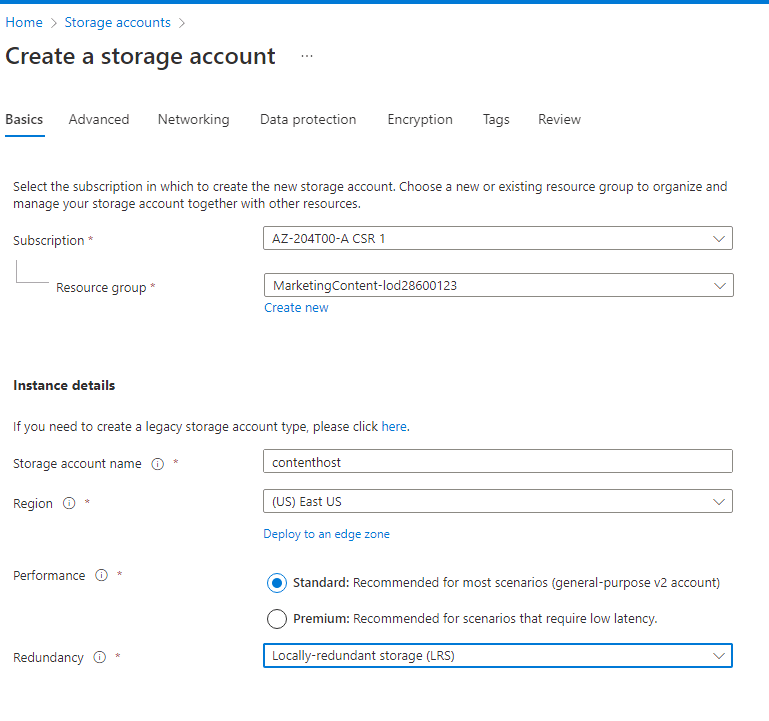 Home > Storage accounts >
Create a storage account ...
Basics Advanced Networking Data protection Encryption Tags Review
Select the subscription in which to create the new storage account. Choose a new or existing resource group to organize and
manage your storage account together with other resources.
Subscription * AZ-204T00-A CSR 1
Resource group * MarketingContent-lod28600123
Create new
Instance details
If you need to create a legacy storage account type, please click here.
Storage account name * contenthost
Region * (US) East US
Deploy to an edge zone
Performance * Standard: Recommended for most scenarios (general-purpose v2 account)
Premium: Recommended for scenarios that require low latency.
Redundancy * Locally-redundant storage (LRS)